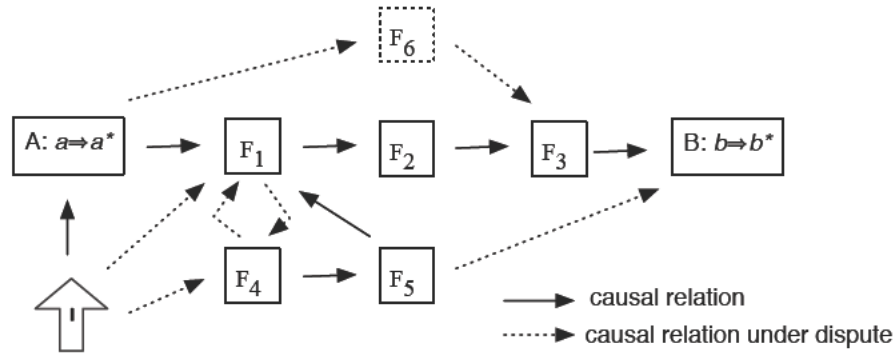 F6
A: a⇒a*
F1
F2
F3
B: b⇒b*
F4
F5
I
causal relation
causal relation under dispute